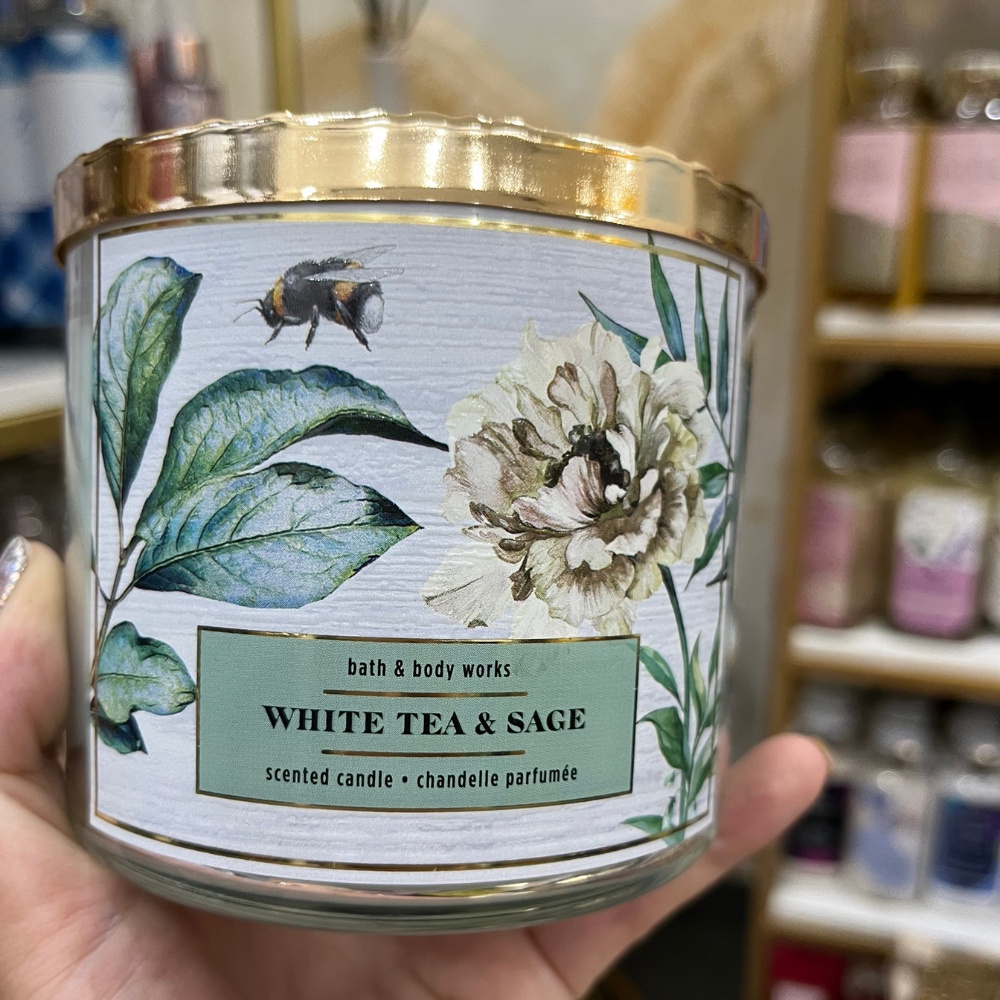 bath & body works
WHITE TEA & SAGE
scented candle • chandelle parfumée